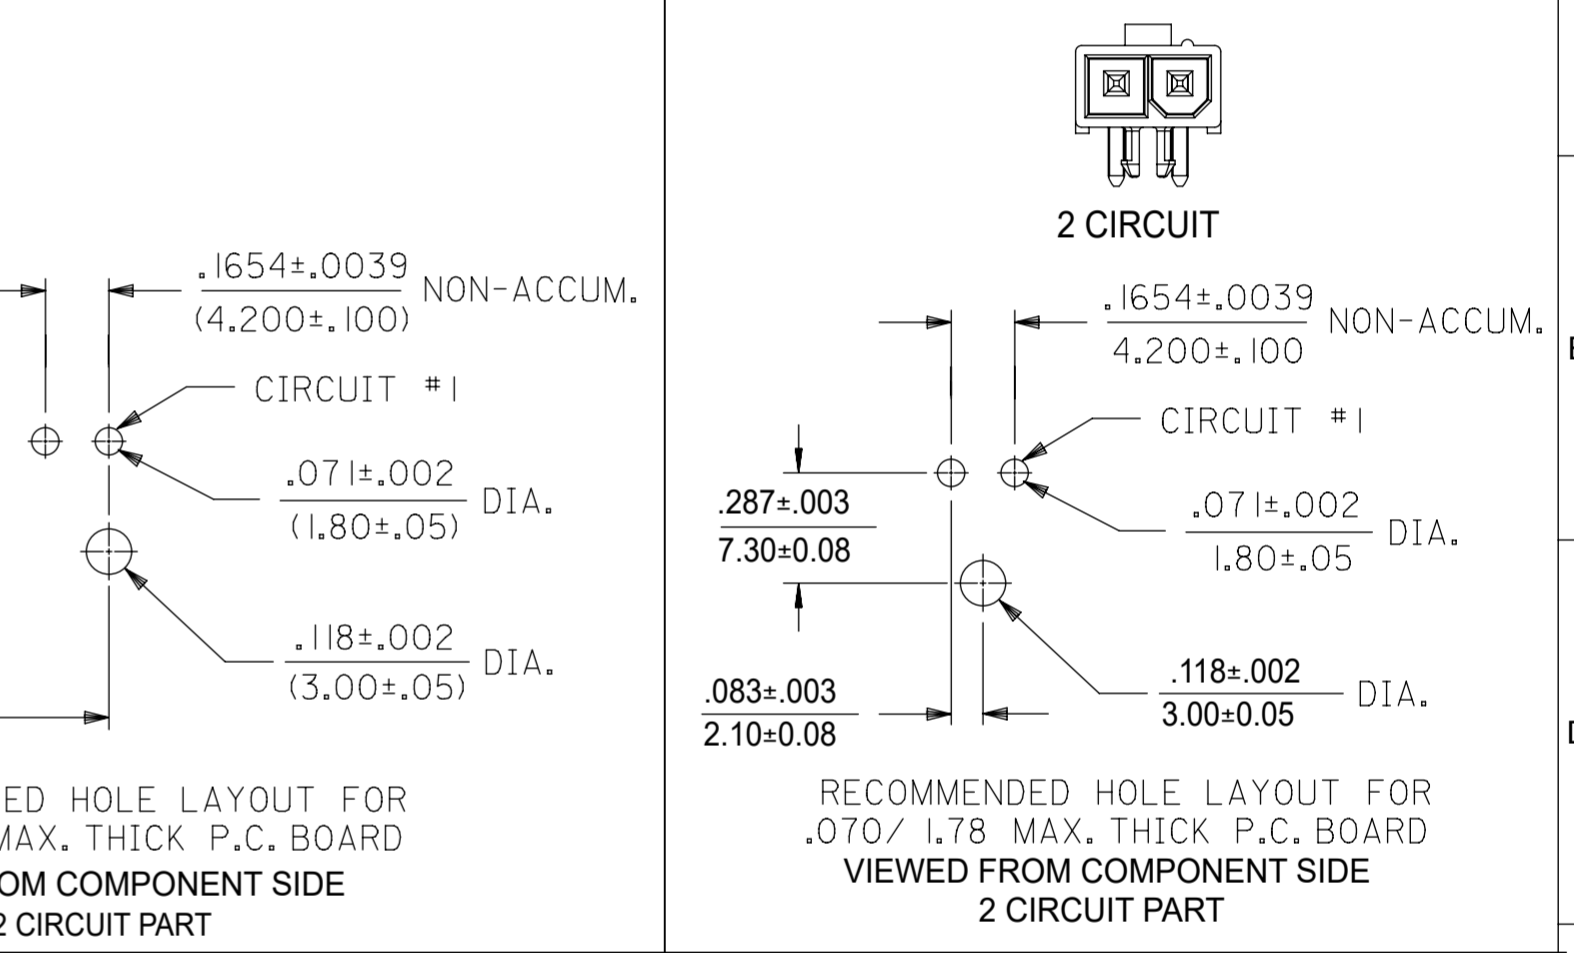 .1654±.0039
(4.200±.100)
NON-ACCUM.
CIRCUIT #1
.071±.002
(1.80±.05)
DIA.
.118±.002
(3.00±.05)
DIA.
ED HOLE LAYOUT FOR
MAX. THICK P.C. BOARD
OM COMPONENT SIDE
2 CIRCUIT PART
2 CIRCUIT
.1654±.0039
4.200±.100
NON-ACCUM.
CIRCUIT #1
.287±.003
7.30±0.08
.071±.002
1.80±.05
DIA.
.083±.003
2.10±0.08
.118±.002
3.00±0.05
DIA.
RECOMMENDED HOLE LAYOUT FOR
.070/ 1.78 MAX. THICK P.C. BOARD
VIEWED FROM COMPONENT SIDE
2 CIRCUIT PART